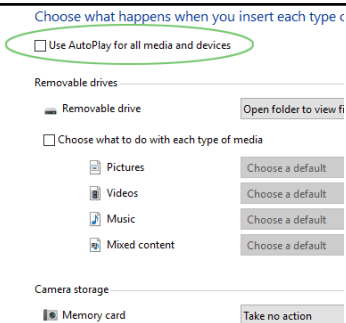 Choose what happens when you insert each type
Use AutoPlay for all media and devices
Removable drives
Removable drive Open folder to view
Choose what to do with each type of media
Pictures Choose a default
Videos Choose a default
Music Choose a default
Mixed content Choose a default
Camera storage
Memory card Take no action